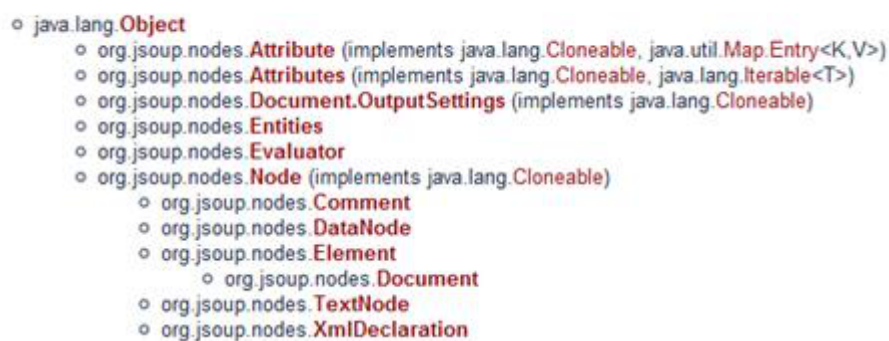 java.lang.Object
org.jsoup.nodes.Attribute (implements java.lang.Cloneable, java.util.Map.Entry<K,V>)
org.jsoup.nodes.Attributes (implements java.lang.Cloneable, java.lang.Iterable<T>)
org.jsoup.nodes.Document.OutputSettings (implements java.lang.Cloneable)
org.jsoup.nodes.Entities
org.jsoup.nodes.Evaluator
org.jsoup.nodes.Node (implements java.lang.Cloneable)
org.jsoup.nodes.Comment
org.jsoup.nodes.DataNode
org.jsoup.nodes.Element
org.jsoup.nodes.Document
org.jsoup.nodes.TextNode
org.jsoup.nodes.XmlDeclaration